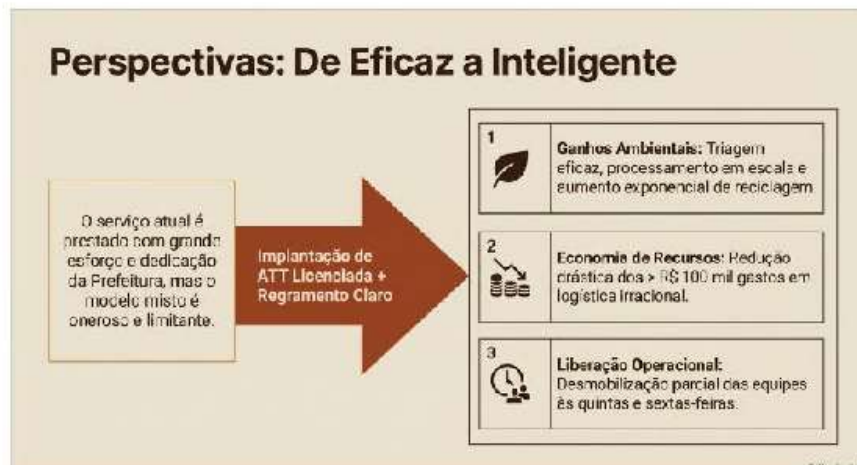 Perspectivas: De Eficaz a Inteligente
O serviço atual é
prestado com grande
esforço e dedicação
da Prefeitura, mas o
modelo misto é
oneroso e limitante.
Implantação de
ATT Licenciada +
Regramento Claro
1
Ganhos Ambientais: Triagem
eficaz, processamento em escala e
aumento exponencial de reciclagem
2
Economia de Recursos: Redução
drástica dos > R$ 100 mil gastos em
logística irracional.
3
Liberação Operacional:
Desmobilização parcial das equipes
às quintas e sextas-feiras.